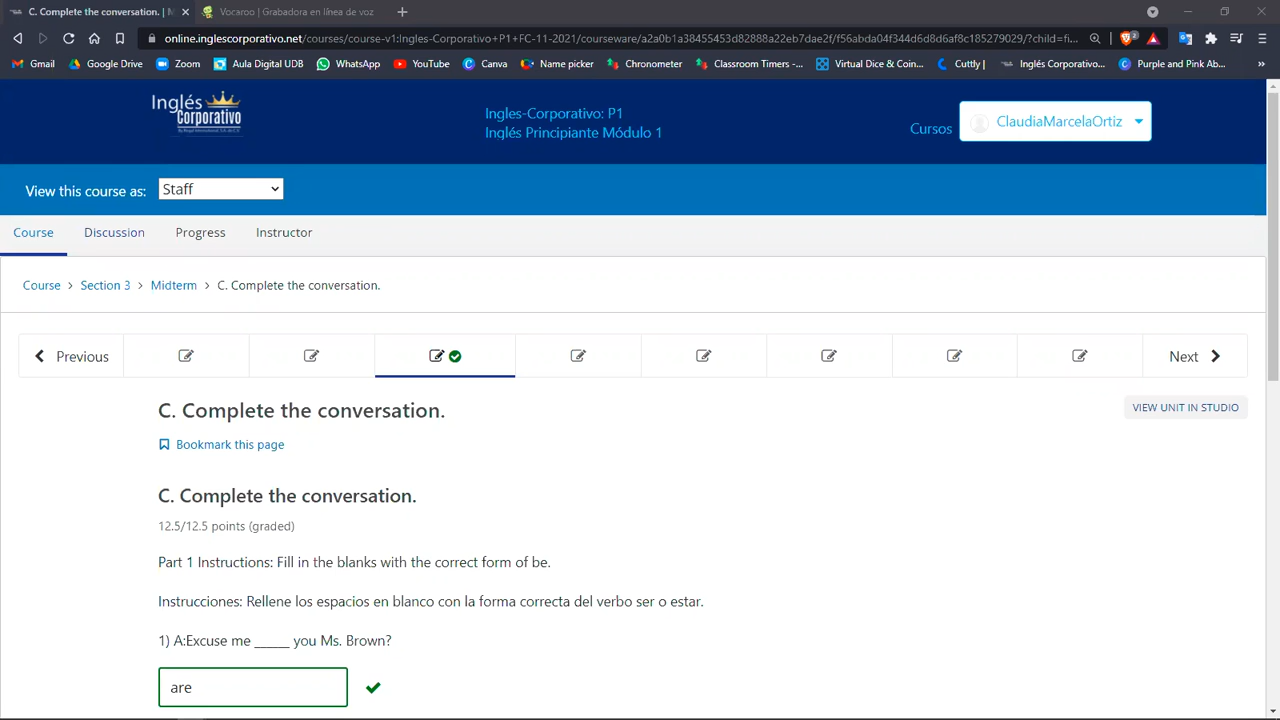 C. Complete the conversation. |
Vocaroo | Grabadora en línea de voz
online.inglescorporativo.net/courses/course-v1:Ingles-Corporativo+P1+FC-11-2021/courseware/a2a0b1a38455453d82888a22eb7dae2f/f56abda04f344d6d8d6af8c185279029/?child=fi...
Gmail Google Drive Zoom Aula Digital UDB WhatsApp YouTube Canva Name picker Chronometer Classroom Timers -... Virtual Dice & Coin... Cuttly | Inglés Corporativo... Purple and Pink Ab...
Inglés
Corporativo
Ingles-Corporativo: P1
Inglés Principiante Módulo 1
Cursos
ClaudiaMarcelaOrtiz
View this course as: Staff
Course Discussion Progress Instructor
Course > Section 3 > Midterm > C. Complete the conversation.
Previous
Next
C. Complete the conversation.
VIEW UNIT IN STUDIO
Bookmark this page
C. Complete the conversation.
12.5/12.5 points (graded)
Part 1 Instructions: Fill in the blanks with the correct form of be.
Instrucciones: Rellene los espacios en blanco con la forma correcta del verbo ser o estar.
1) A:Excuse me _____ you Ms. Brown?
are